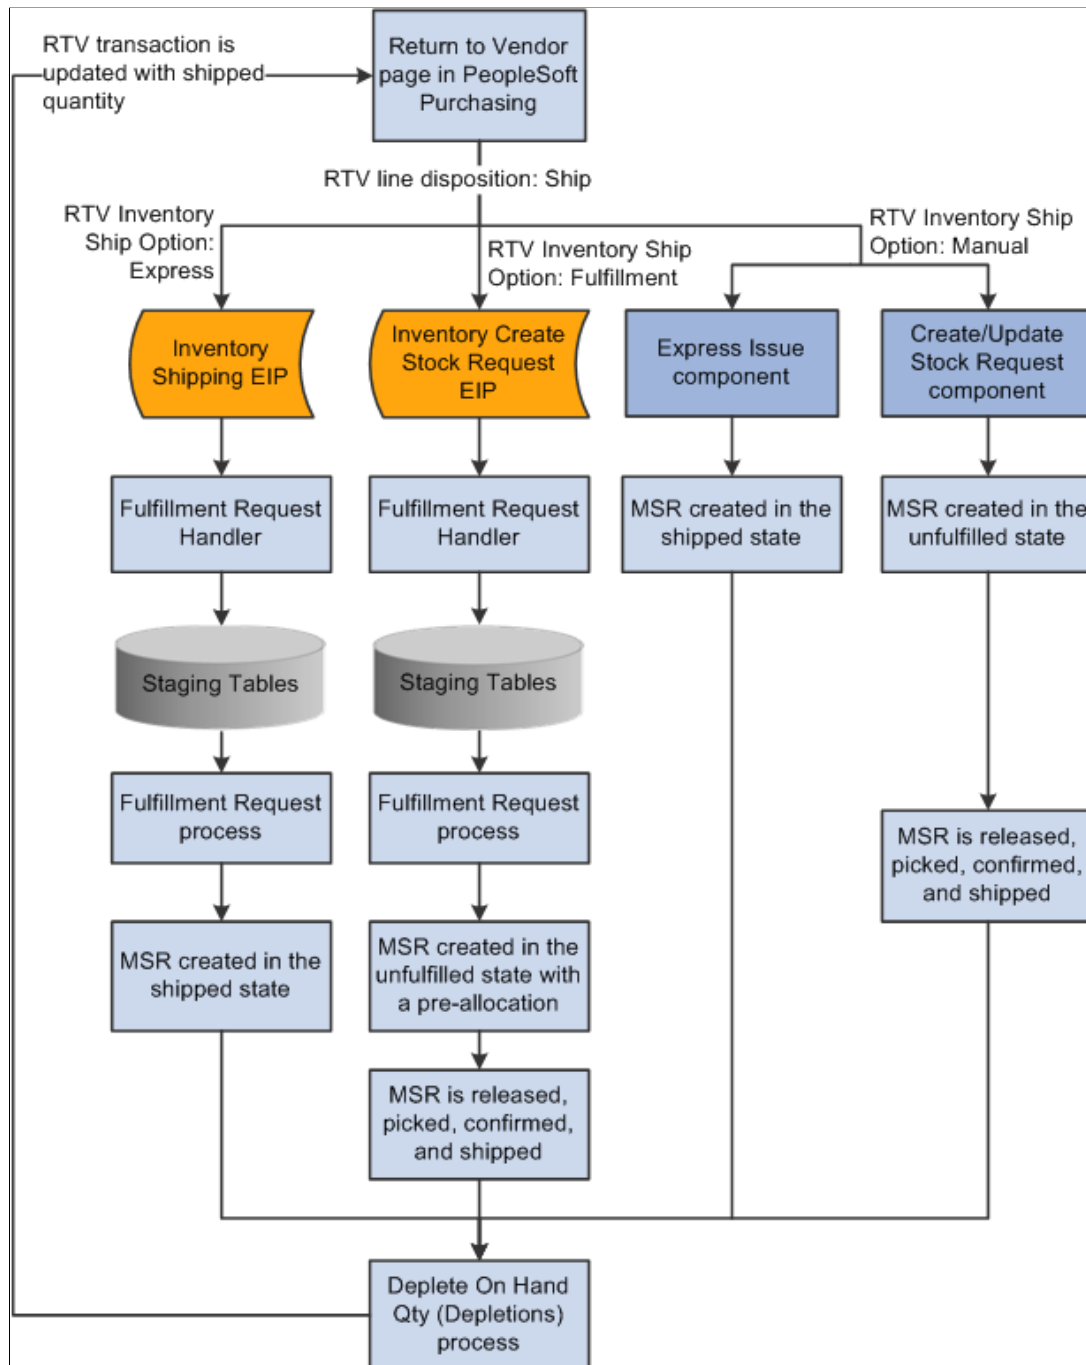 RTV transaction is
updated with shipped
quantity
Return to Vendor
page in PeopleSoft
Purchasing
RTV line disposition: Ship
RTV Inventory
Ship Option:
Express
RTV Inventory Ship
Option: Fulfillment
RTV Inventory Ship
Option: Manual
Inventory
Shipping EIP
Inventory Create
Stock Request
EIP
Express Issue
component
Create/Update
Stock Request
component
Fulfillment Request
Handler
Fulfillment Request
Handler
MSR created in the
shipped state
MSR created in the
unfulfilled state
Staging Tables
Staging Tables
Fulfillment Request
process
Fulfillment Request
process
MSR is released,
picked, confirmed,
and shipped
MSR created in the
shipped state
MSR created in the
unfulfilled state with
a pre-allocation
MSR is released,
picked, confirmed,
and shipped
Deplete On Hand
Qty (Depletions)
process